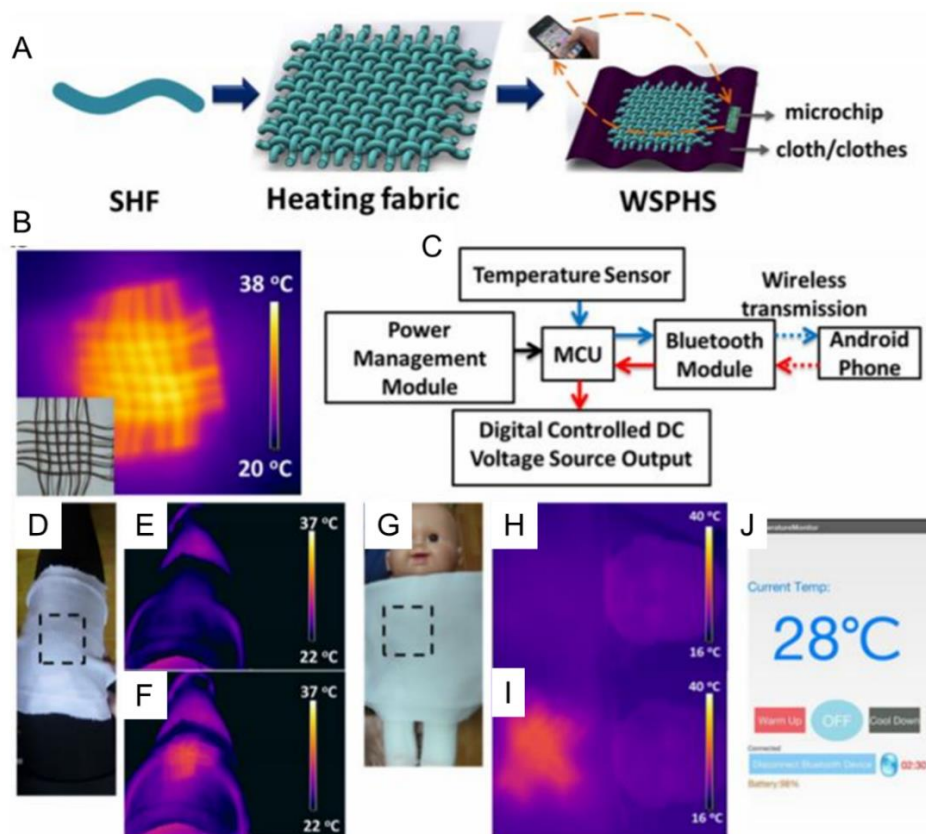 A
SHF
Heating fabric
WSPHS
microchip
cloth/clothes
B
38 °C
20 °C
C
Temperature Sensor
Wireless
transmission
Power
Management
Module
MCU
Bluetooth
Module
Android
Phone
Digital Controlled DC
Voltage Source Output
D
E
37 °C
22 °C
F
37 °C
22 °C
G
H
40 °C
16 °C
I
40 °C
16 °C
J
eratureMonitor
Current Temp:
28°C
Warm Up
OFF
Cool Down
Connected
Disconnect Bluetooth Device
02:30
Battery:98%